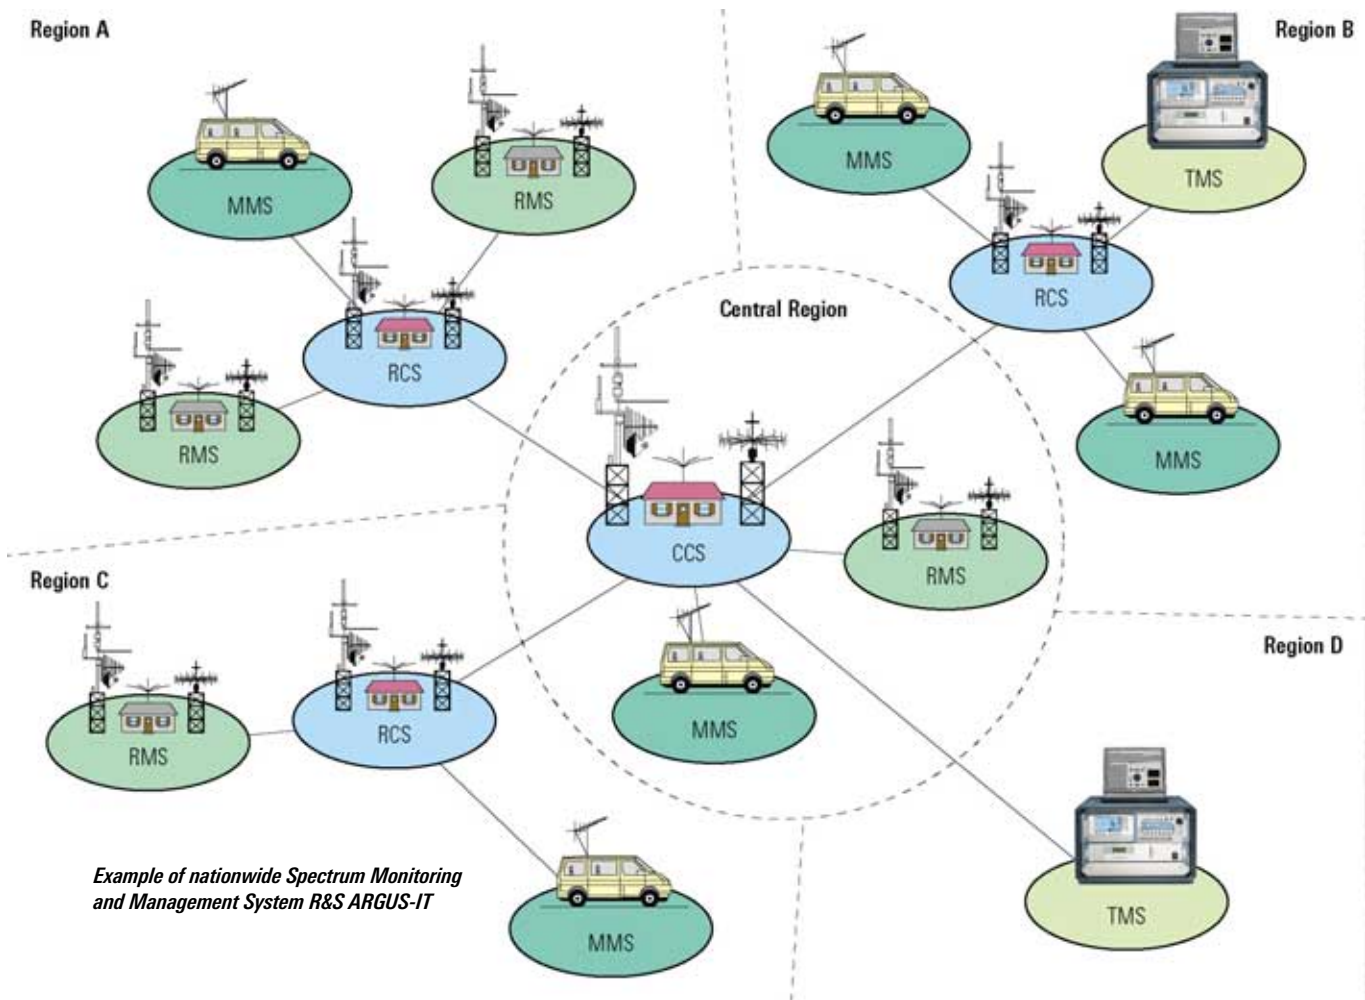 Region A
Region B
MMS
RMS
MMS
TMS
RCS
RMS
RCS
Central Region
MMS
CCS
RMS
Region C
RMS
RCS
MMS
Region D
Example of nationwide Spectrum Monitoring
and Management System R&S ARGUS-IT
MMS
TMS